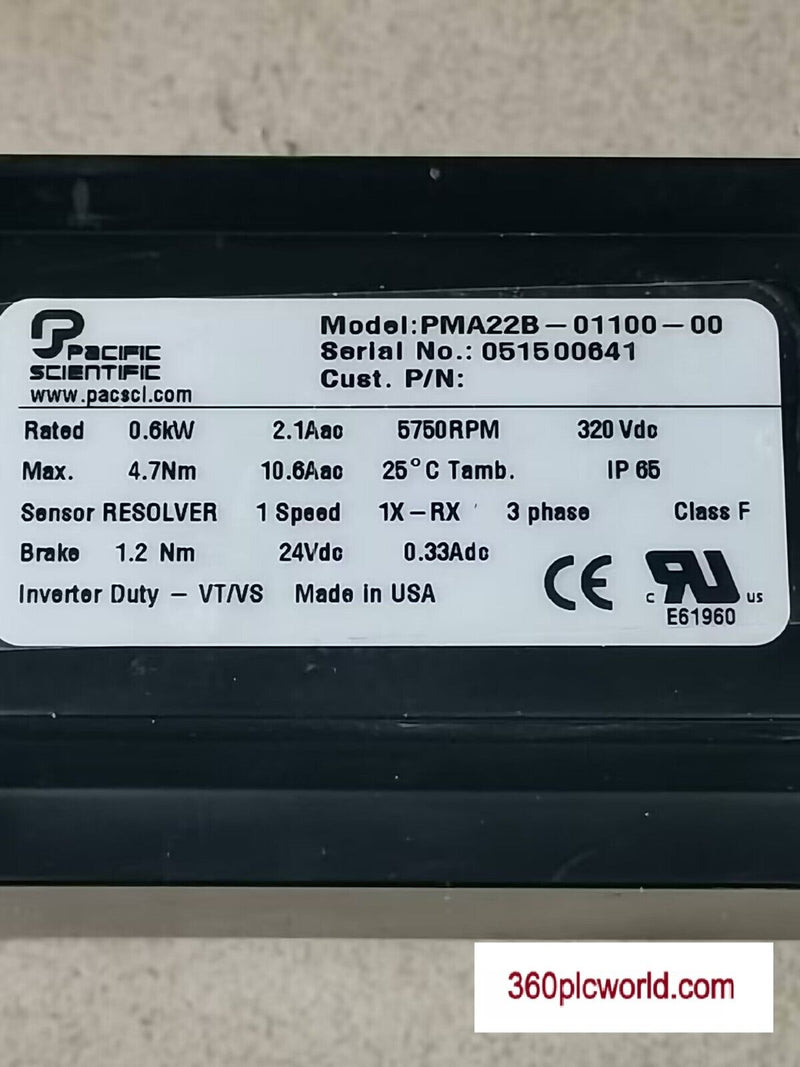 PACIFIC
SCIENTIFIC
www.pacsci.com
Model:PMA22B-01100-00
Serial No.: 051500641
Cust. P/N:
Rated 0.6kW 2.1Aac 5750RPM 320 Vdc
Max. 4.7Nm 10.6Aac 25°C Tamb. IP 65
Sensor RESOLVER 1 Speed 1X-RX 3 phase Class F
Brake 1.2 Nm 24Vdc 0.33Adc
Inverter Duty - VT/VS Made in USA
CE
c RU us
E61960
360plcworld.com